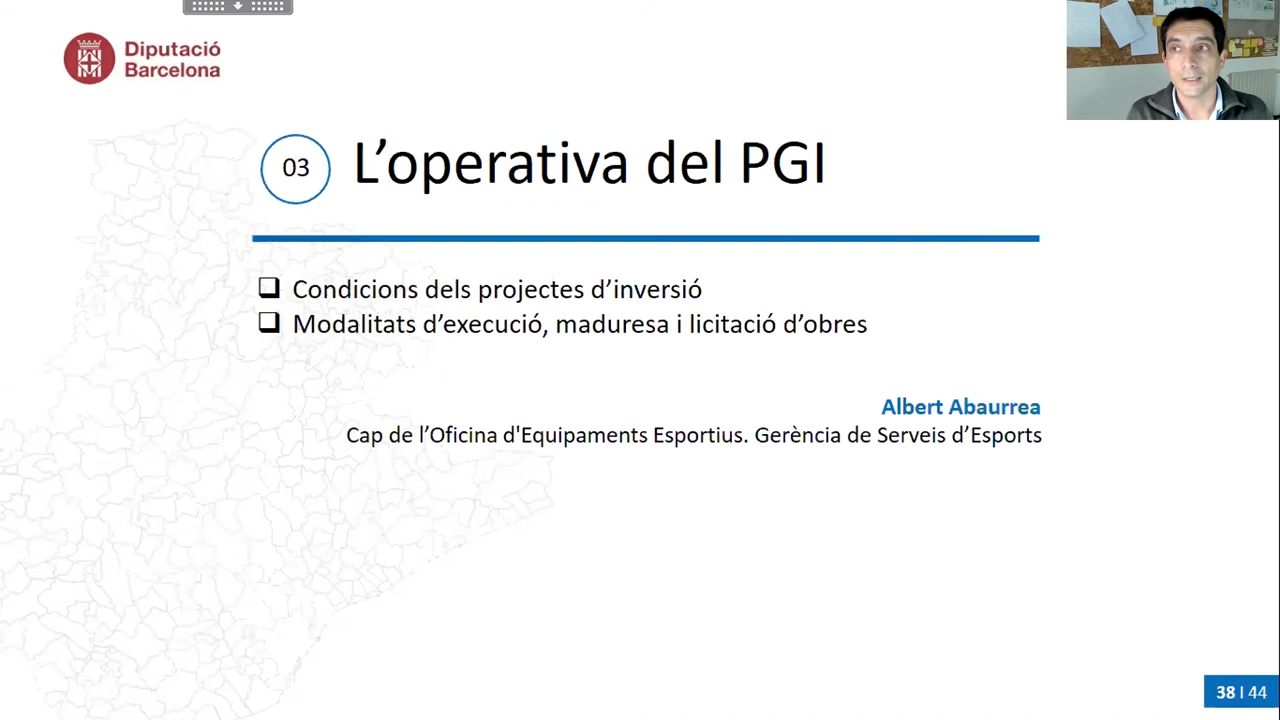 Diputació
Barcelona
03
L’operativa del PGI
❑ Condicions dels projectes d’inversió
❑ Modalitats d’execució, maduresa i licitació d’obres
Albert Abaurrea
Cap de l’Oficina d'Equipaments Esportius. Gerència de Serveis d’Esports
38 | 44